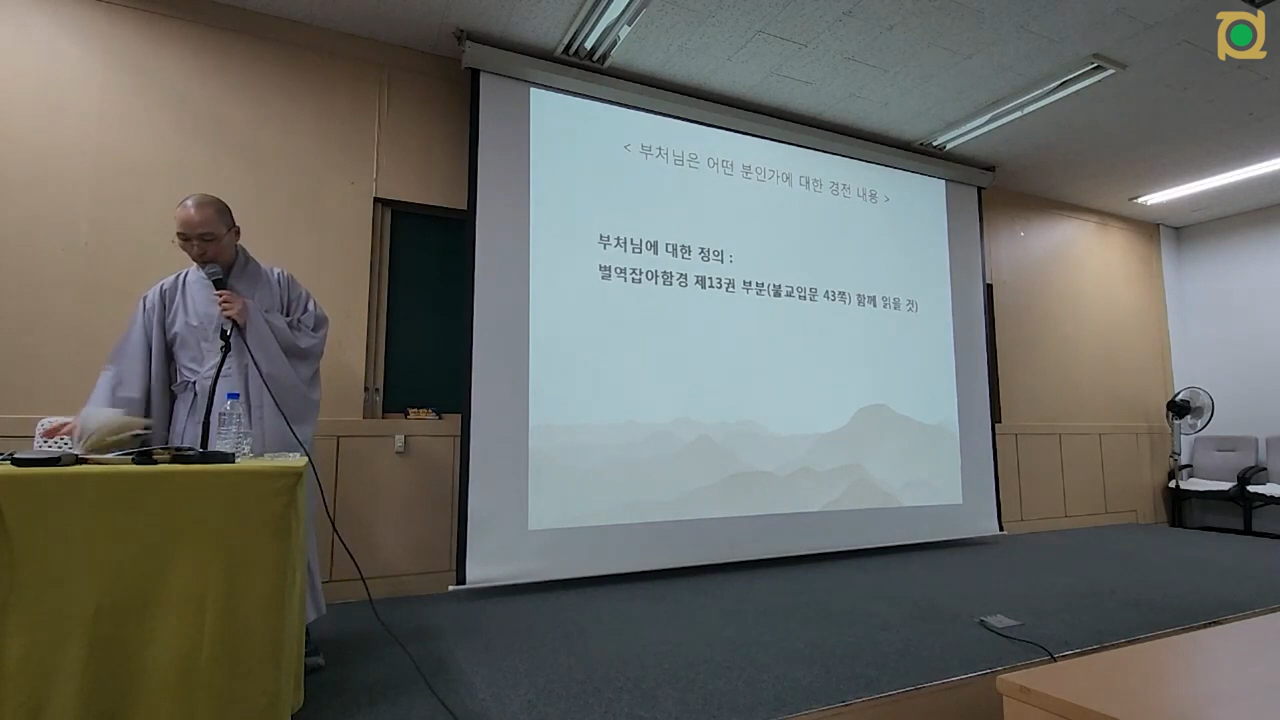 < 부처님은 어떤 분인가에 대한 경전 내용 >
부처님에 대한 정의 :
별역잡아함경 제13권 부분(불교입문 43쪽) 함께 읽을 것)